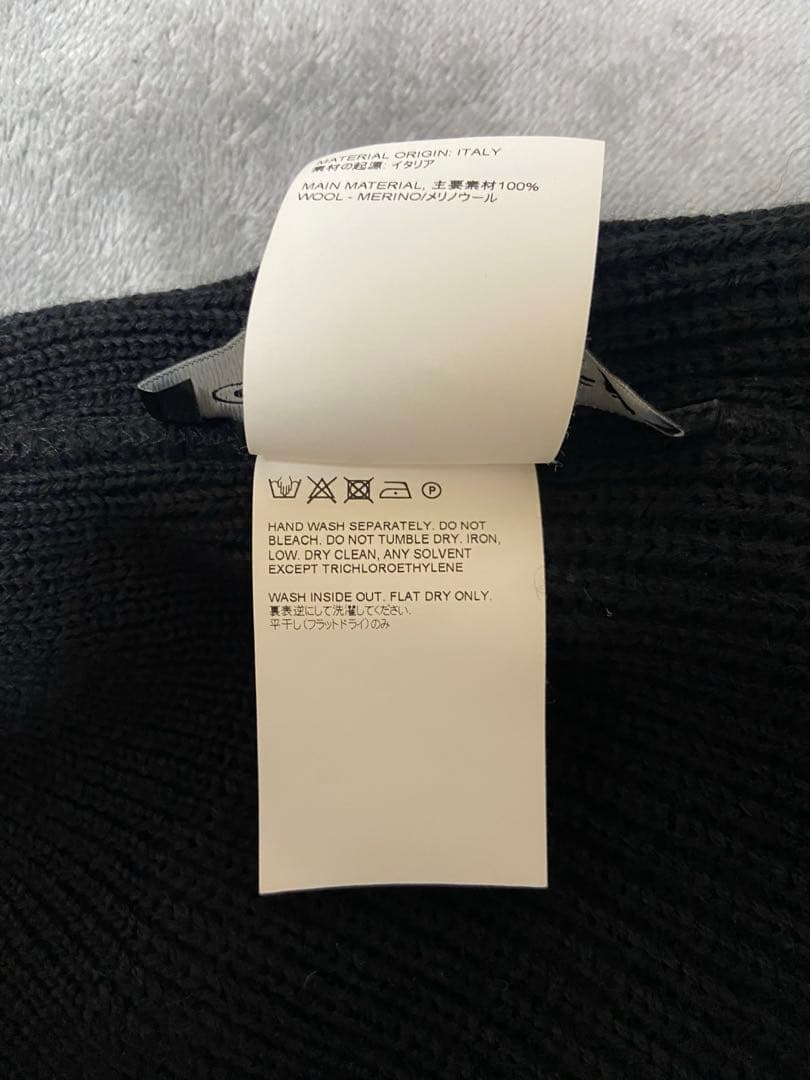 MATERIAL ORIGIN: ITALY
素材の起源: イタリア
MAIN MATERIAL, 主要素材100%
WOOL - MERINO/メリノウール
P
HAND WASH SEPARATELY. DO NOT
BLEACH. DO NOT TUMBLE DRY. IRON,
LOW. DRY CLEAN, ANY SOLVENT
EXCEPT TRICHLOROETHYLENE
WASH INSIDE OUT. FLAT DRY ONLY.
裏表逆にして洗濯してください.
平干し(フラットドライ)のみ